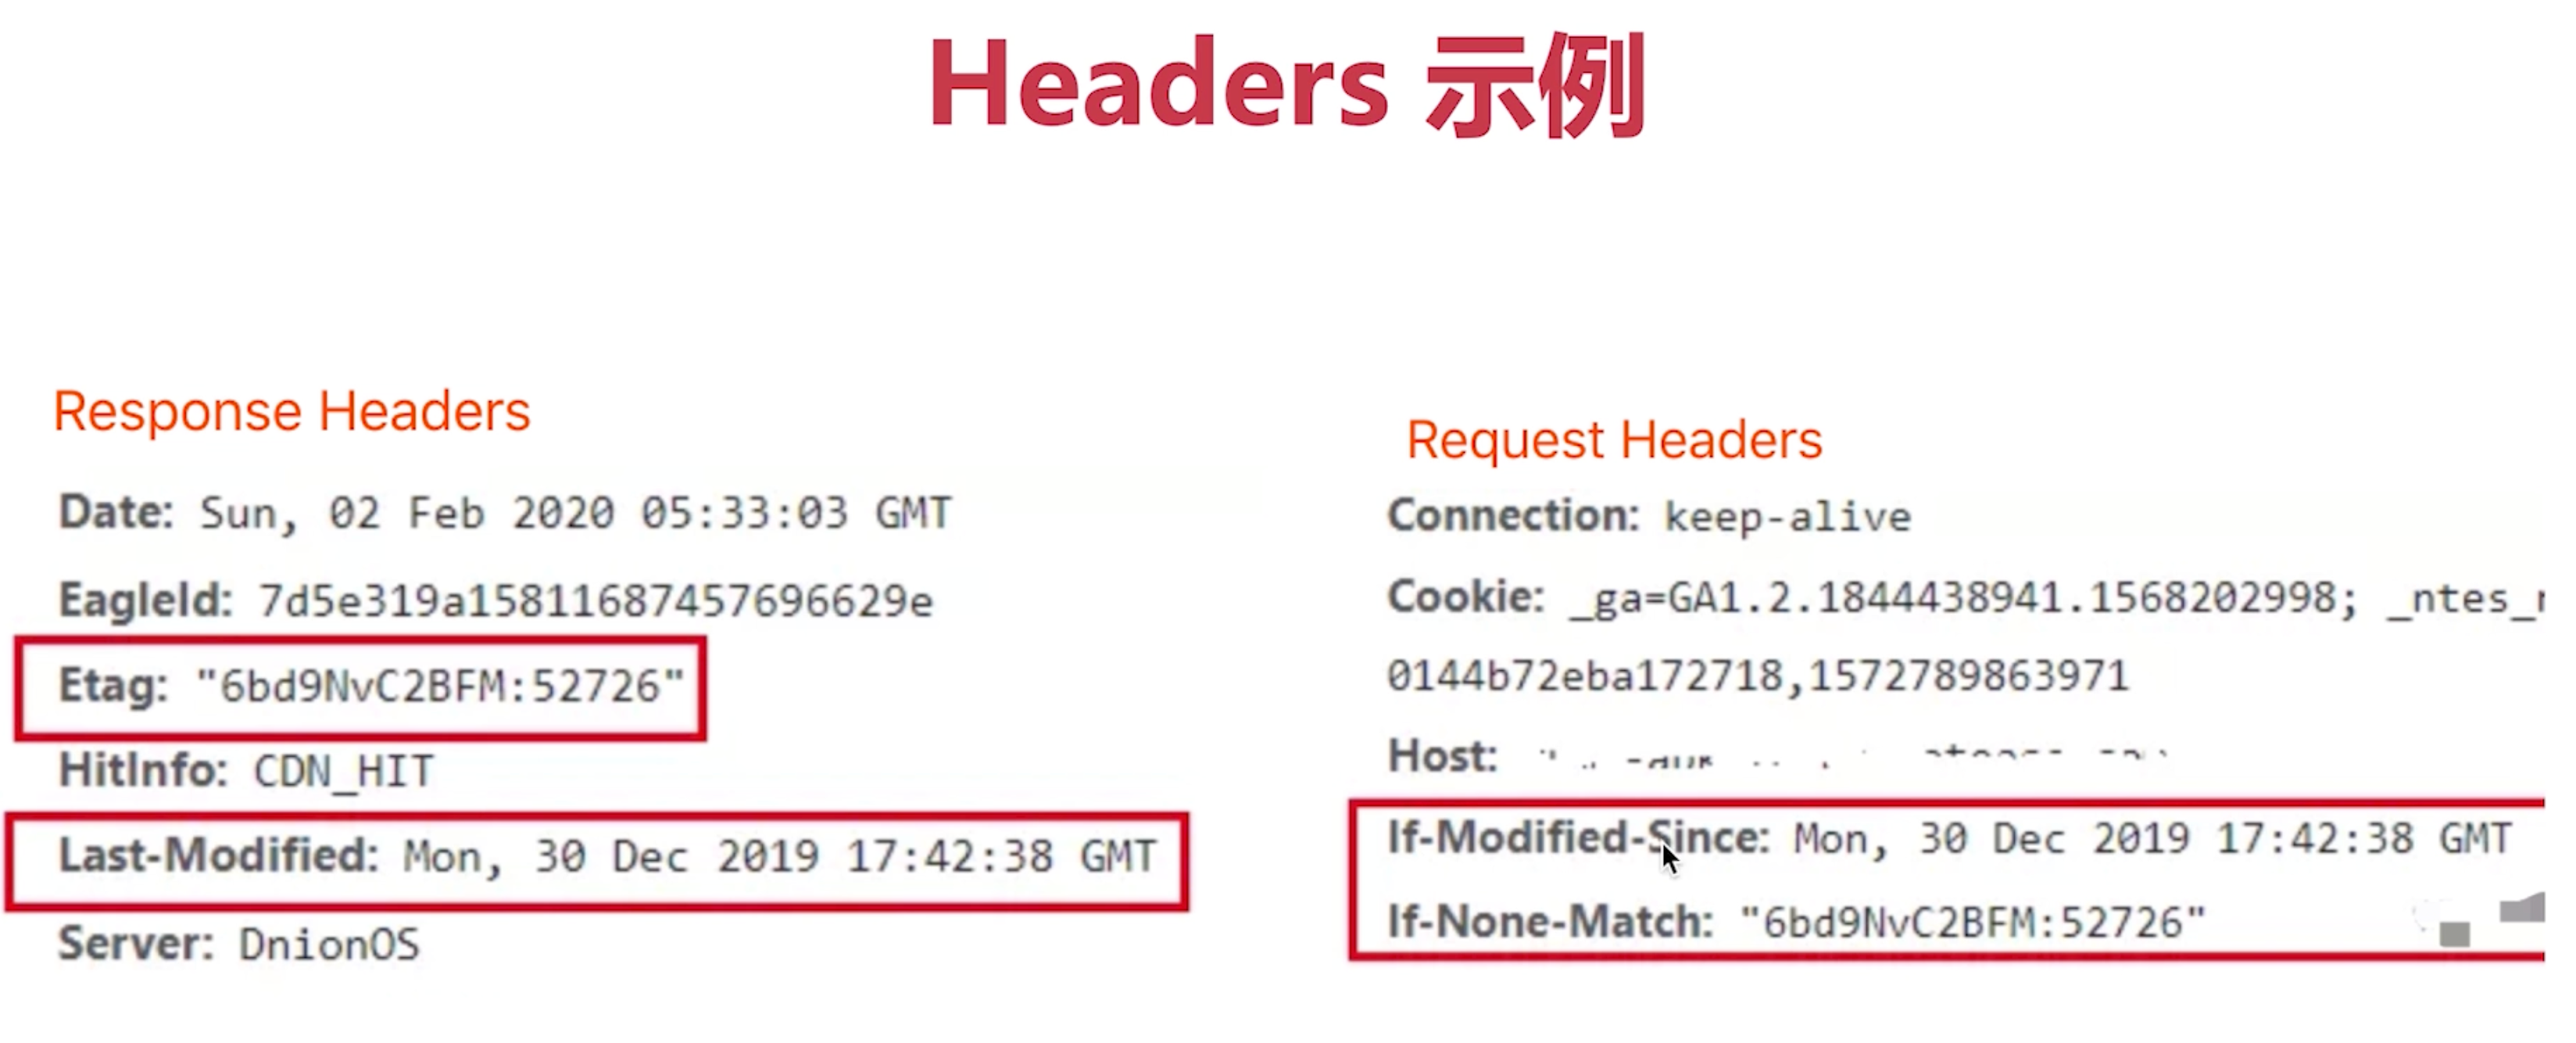 Headers 示例
Response Headers
Date: Sun, 02 Feb 2020 05:33:03 GMT
EagleId: 7d5e319a15811687457696629e
Etag: "6bd9NvC2BFM:52726"
HitInfo: CDN_HIT
Last-Modified: Mon, 30 Dec 2019 17:42:38 GMT
Server: DnionOS
Request Headers
Connection: keep-alive
Cookie: _ga=GA1.2.1844438941.1568202998; _ntes_
0144b72eba172718,1572789863971
Host:
If-Modified-Since: Mon, 30 Dec 2019 17:42:38 GMT
If-None-Match: "6bd9NvC2BFM:52726"